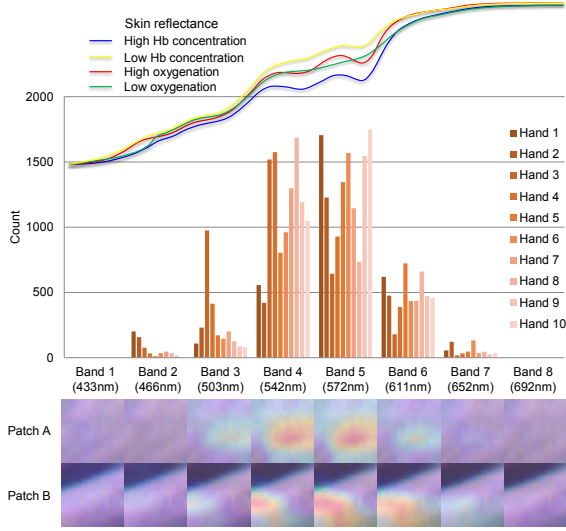 Skin reflectance
High Hb concentration
Low Hb concentration
High oxygenation
Low oxygenation
2000
1500
1000
500
0
Count
Hand 1
Hand 2
Hand 3
Hand 4
Hand 5
Hand 6
Hand 7
Hand 8
Hand 9
Hand 10
Band 1 Band 2 Band 3 Band 4 Band 5 Band 6 Band 7 Band 8
(433nm) (466nm) (503nm) (542nm) (572nm) (611nm) (652nm) (692nm)
Patch A
Patch B